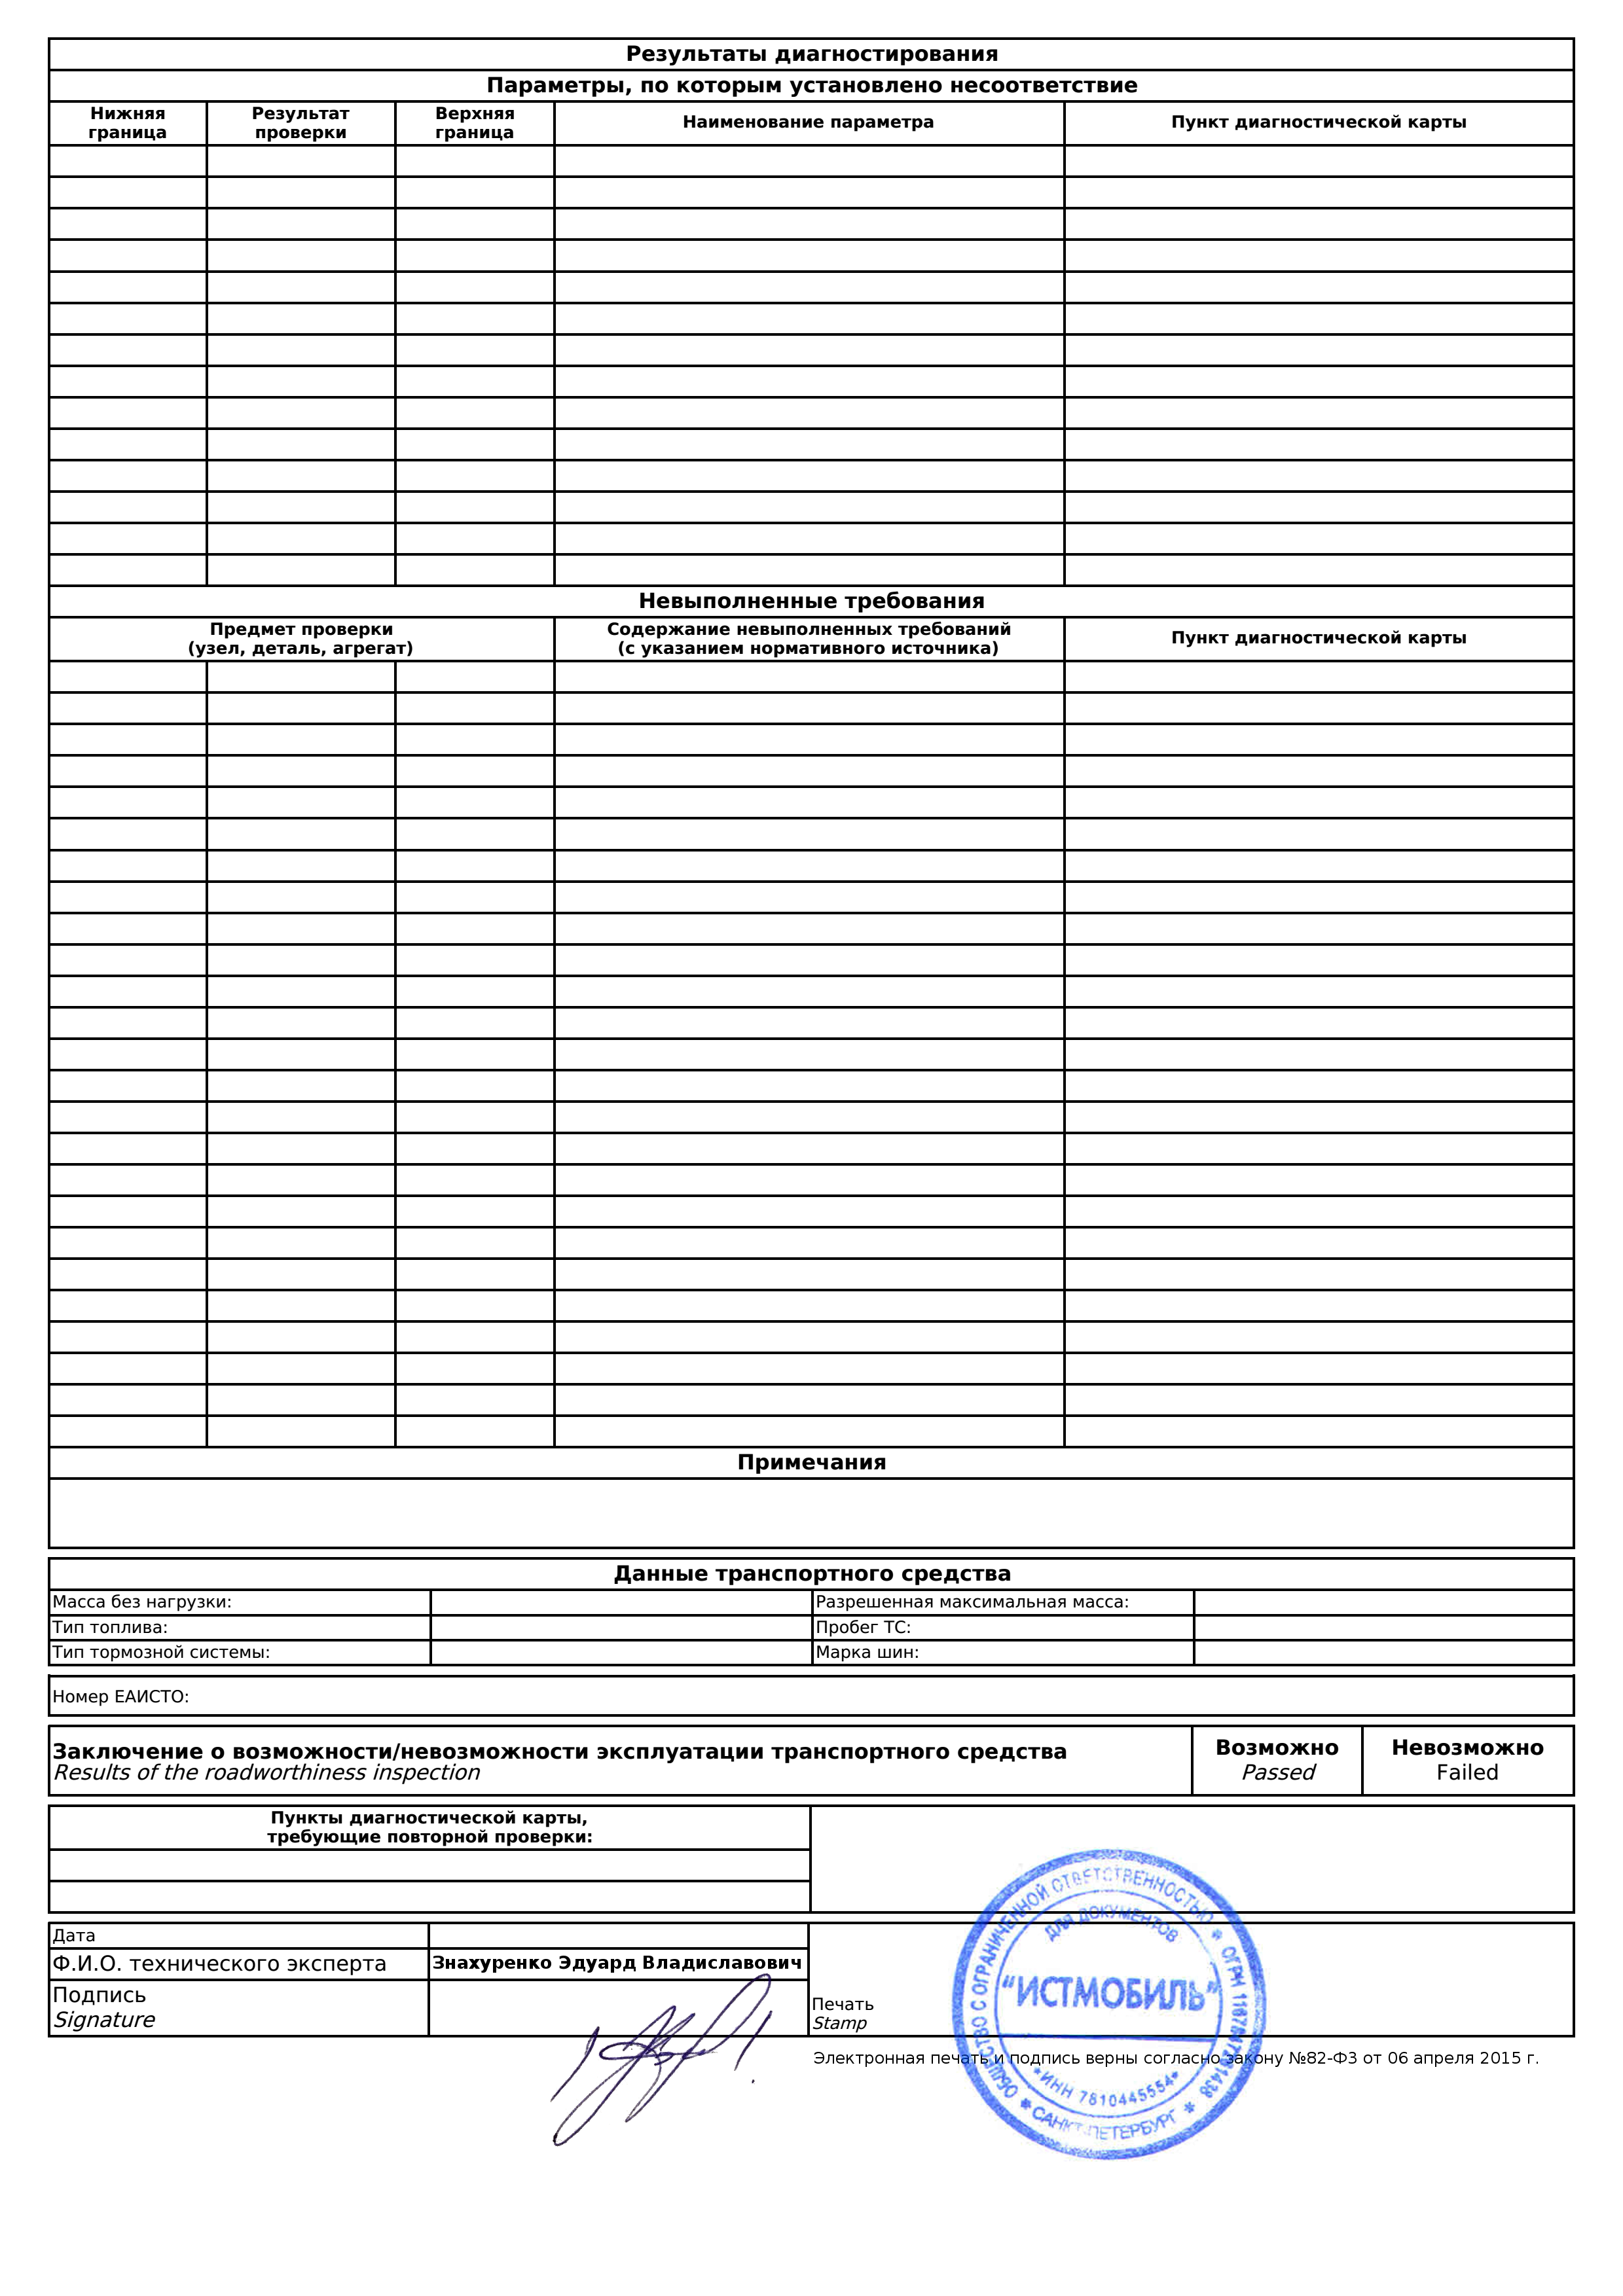 Результаты диагностирования
Параметры, по которым установлено несоответствие
Нижняя
граница
Результат
проверки
Верхняя
граница
Наименование параметра
Пункт диагностической карты
Невыполненные требования
Предмет проверки
(узел, деталь, агрегат)
Содержание невыполненных требований
(с указанием нормативного источника)
Пункт диагностической карты
Примечания
Данные транспортного средства
Масса без нагрузки:
Разрешенная максимальная масса:
Тип топлива:
Пробег ТС:
Тип тормозной системы:
Марка шин:
Номер ЕАИСТО:
Заключение о возможности/невозможности эксплуатации транспортного средства
Results of the roadworthiness inspection
Возможно
Passed
Невозможно
Failed
Пункты диагностической карты,
требующие повторной проверки:
Дата
Ф.И.О. технического эксперта
Знахуренко Эдуард Владиславович
Подпись
Signature
Печать
Stamp
Электронная печать и подпись верны согласно закону №82-ФЗ от 06 апреля 2015 г.
ОБЩЕСТВО С ОГРАНИЧЕННОЙ ОТВЕТСТВЕННОСТЬЮ * ОГРН
* САНКТ-ПЕТЕРБУРГ *
ДЛЯ ДОКУМЕНТОВ
"ИСТМОБИЛЬ"
*ИНН 7810445554*